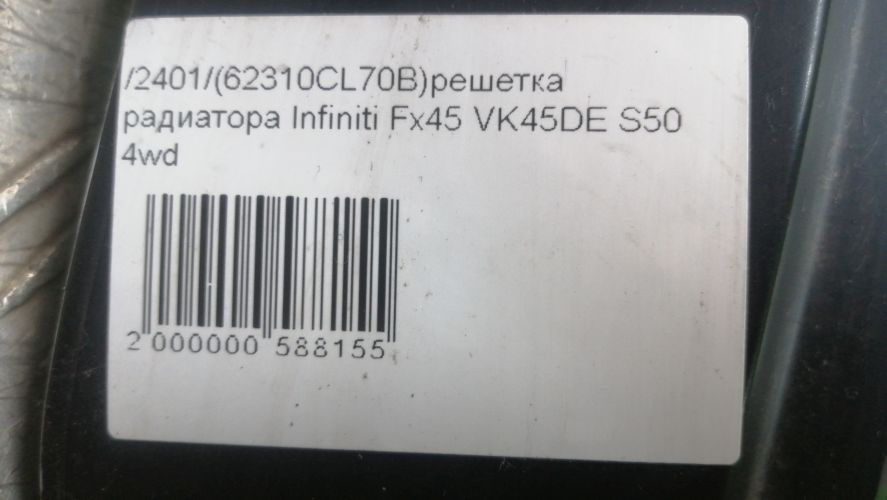 /2401/(62310CL70B)решетка
радиатора Infiniti Fx45 VK45DE S50
4wd
2 000000 588155